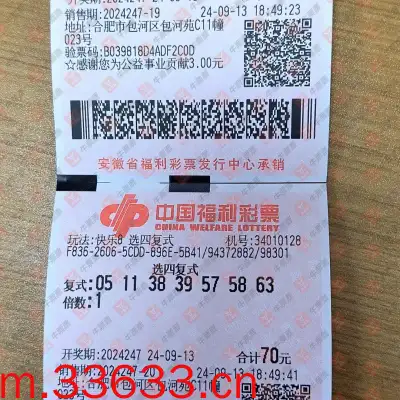 开奖期:2024247 24-09-13
销售期:2024247-19 24-09-13 18:49:23
地址:合肥市包河区包河苑C11幢
023号
验票码:B039818D4ADF2C0D
☆感谢您为公益事业贡献3.00元
安徽省福利彩票发行中心承销
中国福利彩票
CHINA WELFARE LOTTERY
玩法:快乐8 选四复式 机号:34010128
F836-2606-5CDD-896E-5B41/94372882/98301
选四复式
复式:05 11 38 39 57 58 63
倍数:1
开奖期:2024247 24-09-13 合计70元
销售期:2024247-20 24-09-13 18:49:41
地址:合肥市包河区包河苑C11幢
m.33633.cn